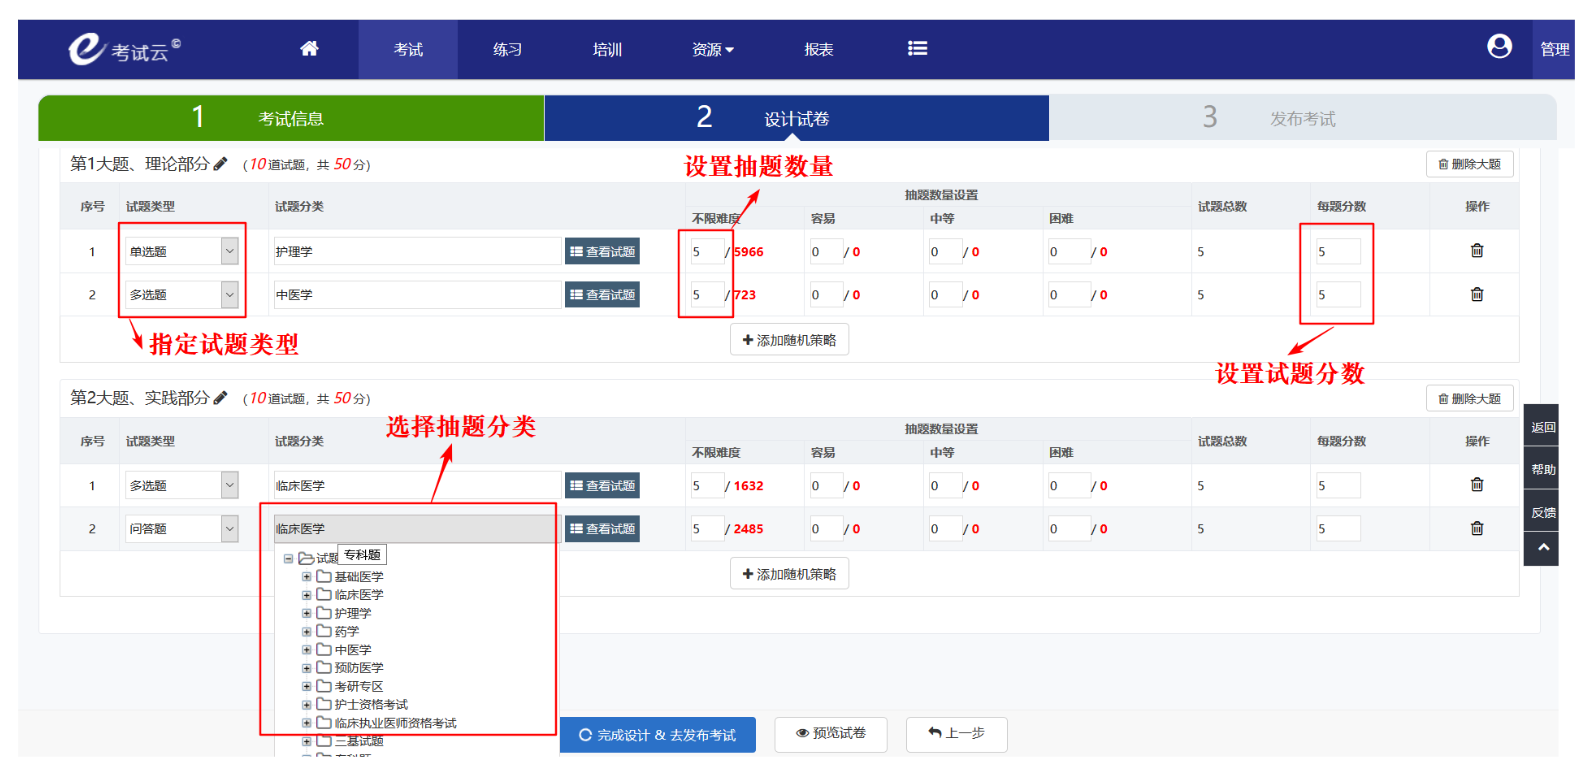 考试云©
考试
练习
培训
资源
报表
管理
1 考试信息
2 设计试卷
3 发布考试
第1大题、理论部分 (10道试题, 共 50分)
设置抽题数量
删除大题
序号 试题类型 试题分类 抽题数量设置 试题总数 每题分数 操作
不限难度 容易 中等 困难
1 单选题 护理学 查看试题 5 / 5966 0 / 0 0 / 0 0 / 0 5 5
2 多选题 中医学 查看试题 5 / 723 0 / 0 0 / 0 0 / 0 5 5
添加随机策略
指定试题类型
设置试题分数
第2大题、实践部分 (10道试题, 共 50分)
删除大题
选择抽题分类
序号 试题类型 试题分类 抽题数量设置 试题总数 每题分数 操作
不限难度 容易 中等 困难
1 多选题 临床医学 查看试题 5 / 1632 0 / 0 0 / 0 0 / 0 5 5
2 问答题 临床医学 查看试题 5 / 2485 0 / 0 0 / 0 0 / 0 5 5
试题
专科题
基础医学
临床医学
护理学
药学
中医学
预防医学
考研专区
护士资格考试
临床执业医师资格考试
三基试题
添加随机策略
返回
帮助
反馈
完成设计 & 去发布考试
预览试卷
上一步